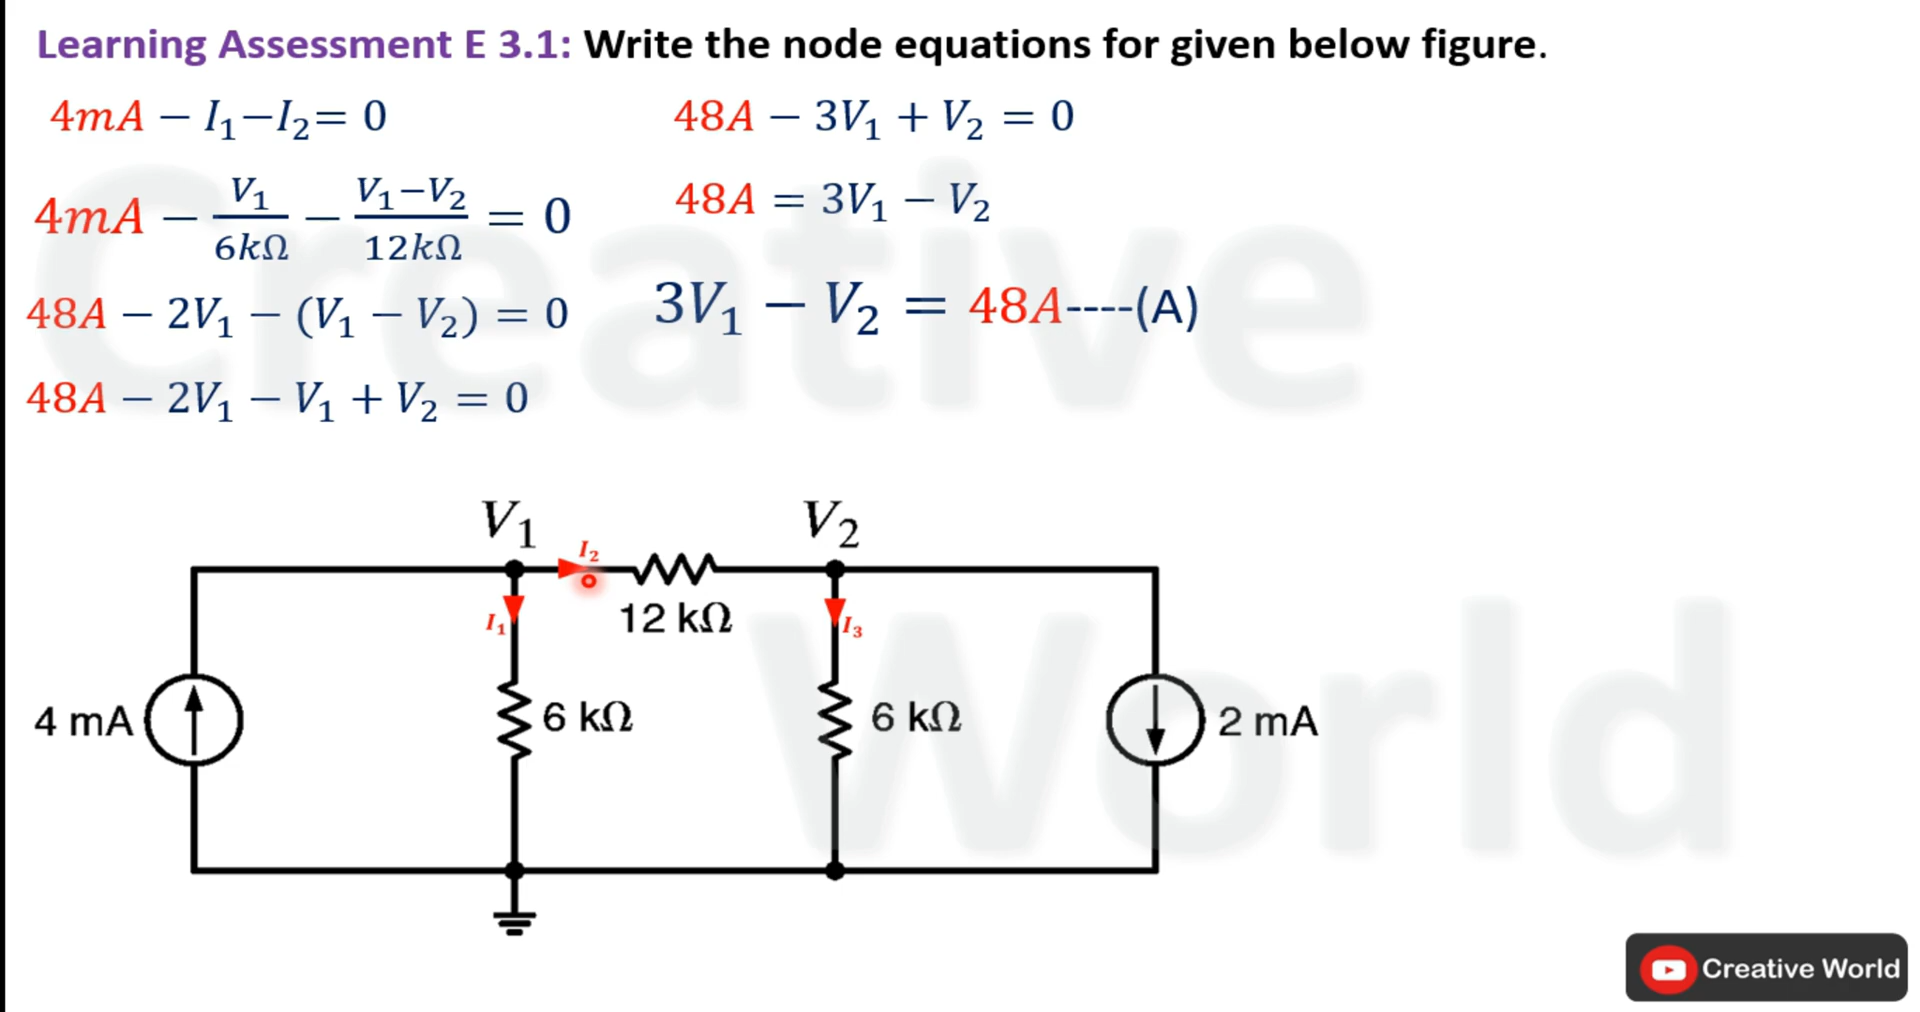 Learning Assessment E 3.1: Write the node equations for given below figure.
4mA − I₁−I₂= 0
4mA − V₁/6kΩ − V₁−V₂/12kΩ = 0
48A − 2V₁ − (V₁ − V₂) = 0
48A − 2V₁ − V₁ + V₂ = 0
48A − 3V₁ + V₂ = 0
48A = 3V₁ − V₂
3V₁ − V₂ = 48A----(A)
Creative
World
V₁
V₂
I₂
12 kΩ
I₁
I₃
4 mA
6 kΩ
6 kΩ
2 mA
Creative World